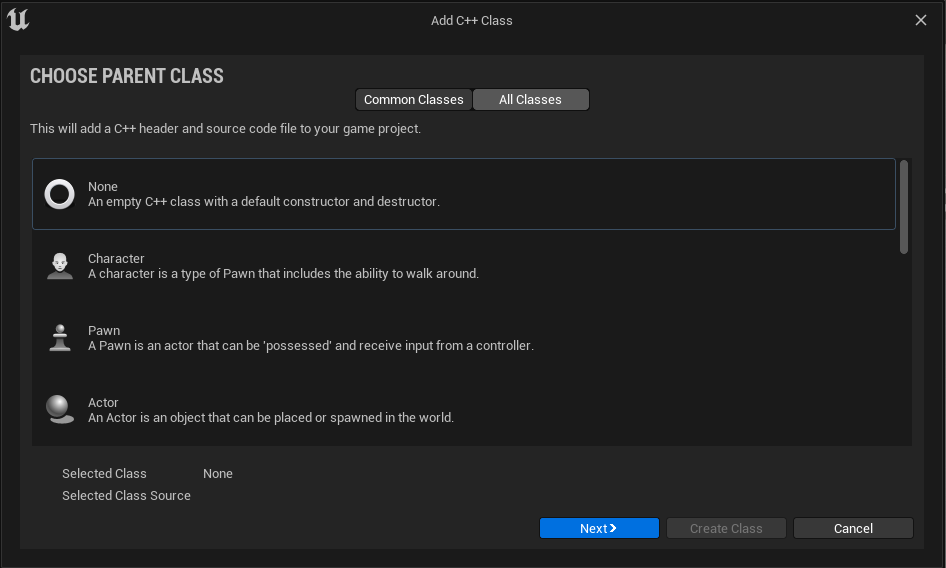 Add C++ Class
CHOOSE PARENT CLASS
Common Classes
All Classes
This will add a C++ header and source code file to your game project.
None
An empty C++ class with a default constructor and destructor.
Character
A character is a type of Pawn that includes the ability to walk around.
Pawn
A Pawn is an actor that can be 'possessed' and receive input from a controller.
Actor
An Actor is an object that can be placed or spawned in the world.
Selected Class None
Selected Class Source
Next
Create Class
Cancel